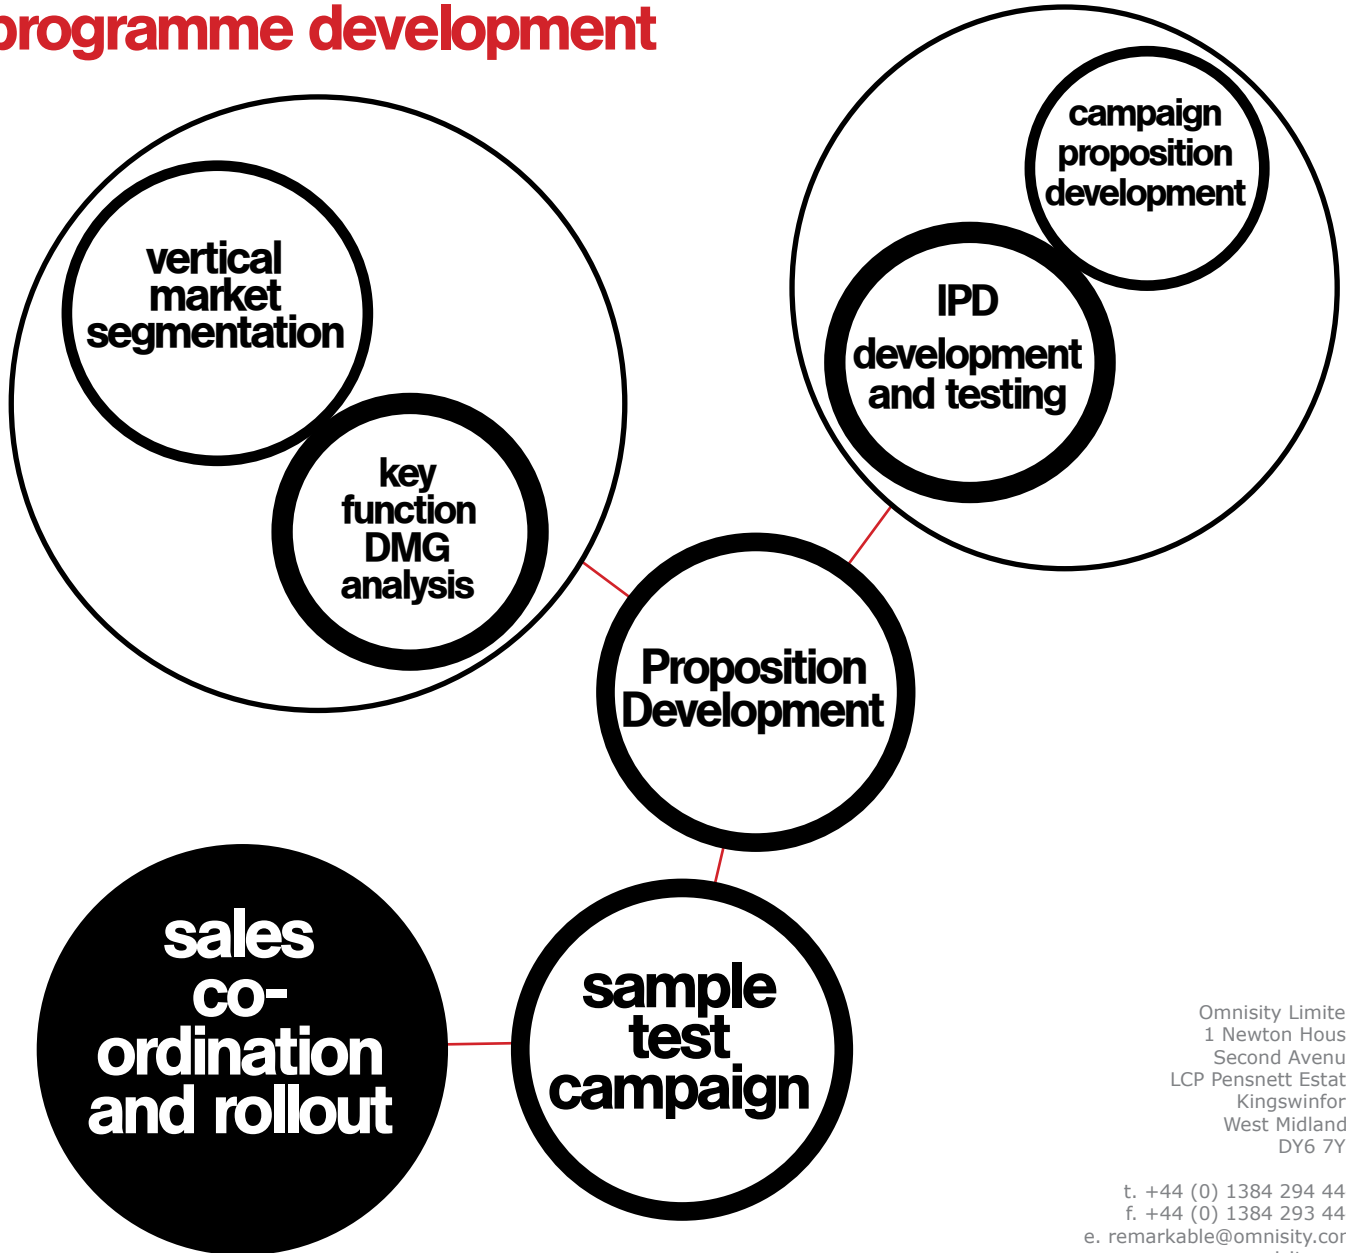 programme development
vertical
market
segmentation
key
function
DMG
analysis
campaign
proposition
development
IPD
development
and testing
Proposition
Development
sample
test
campaign
sales
co-
ordination
and rollout
Omnisity Limite
1 Newton Hous
Second Avenu
LCP Pensnett Estat
Kingswinfor
West Midland
DY6 7Y
t. +44 (0) 1384 294 44
f. +44 (0) 1384 293 44
e. remarkable@omnisity.cor